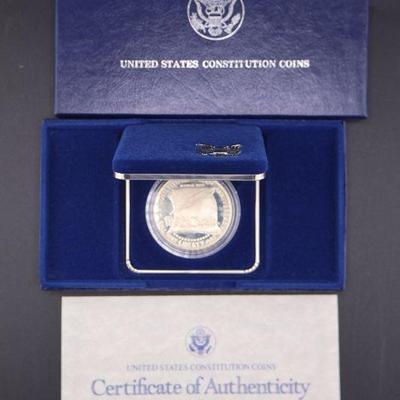 UNITED STATES CONSTITUTION COINS
UNITED STATES CONSTITUTION COINS
Certificate of Authenticity